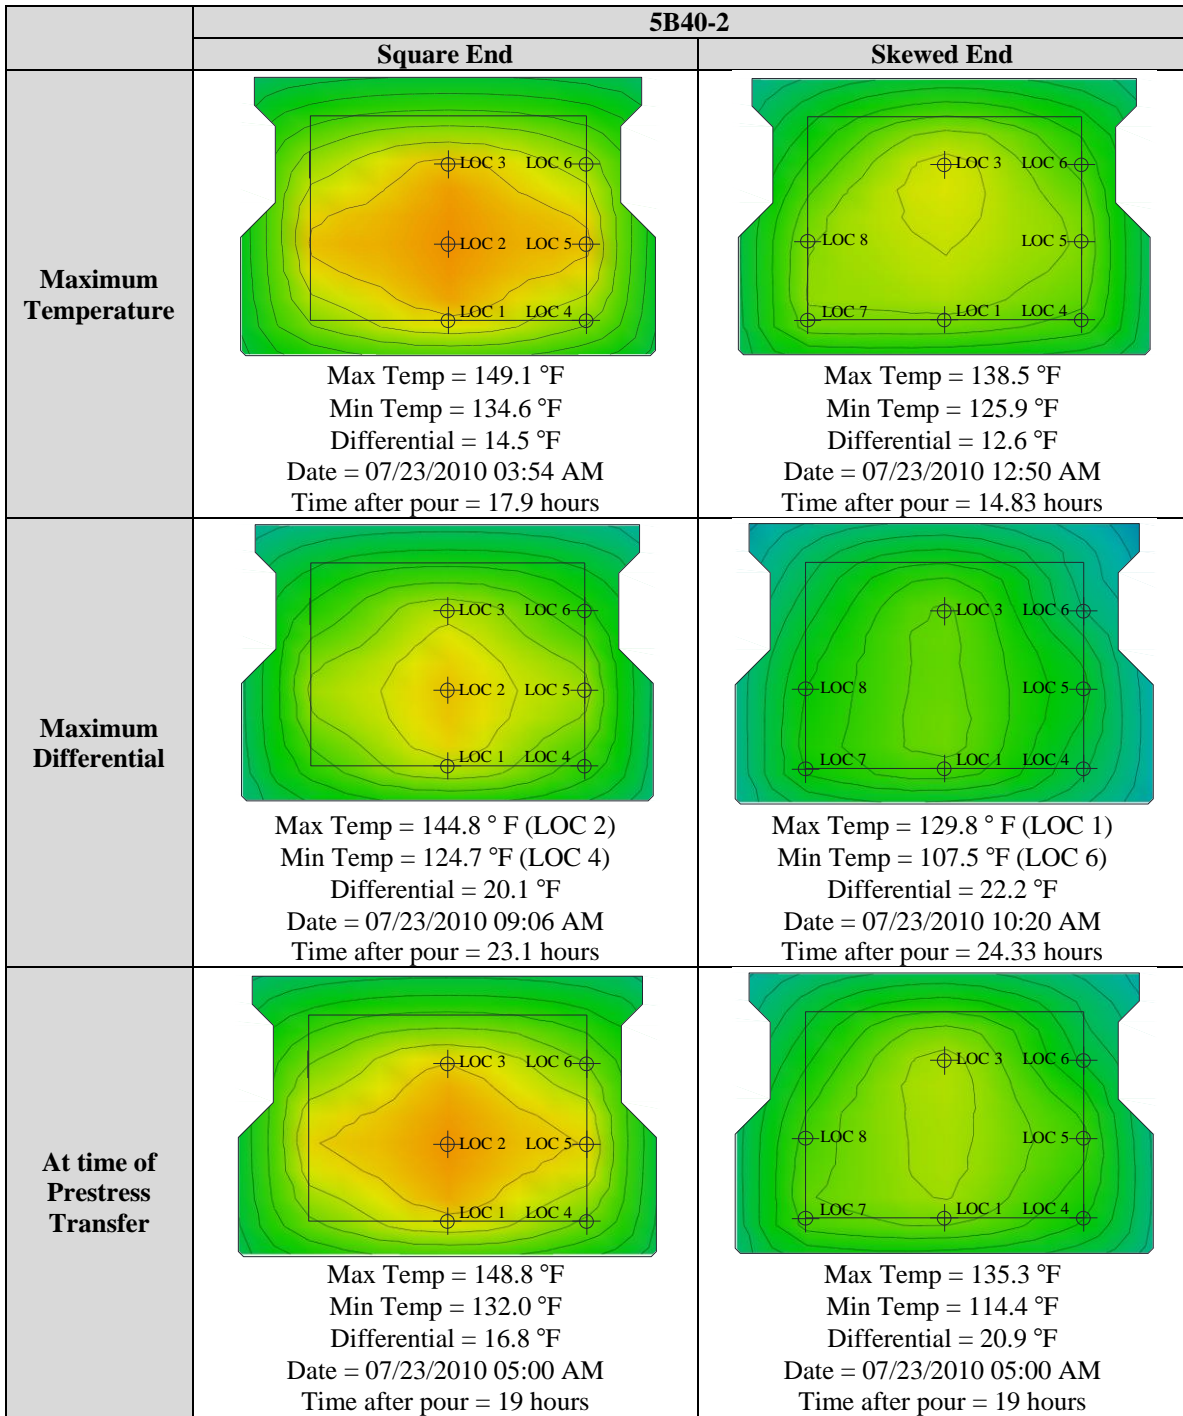 5B40-2
Square End
Skewed End
Maximum
Temperature
LOC 3 LOC 6
LOC 2 LOC 5
LOC 1 LOC 4
Max Temp = 149.1 °F
Min Temp = 134.6 °F
Differential = 14.5 °F
Date = 07/23/2010 03:54 AM
Time after pour = 17.9 hours
LOC 3 LOC 6
LOC 8 LOC 5
LOC 7 LOC 1 LOC 4
Max Temp = 138.5 °F
Min Temp = 125.9 °F
Differential = 12.6 °F
Date = 07/23/2010 12:50 AM
Time after pour = 14.83 hours
Maximum
Differential
LOC 3 LOC 6
LOC 2 LOC 5
LOC 1 LOC 4
Max Temp = 144.8 ° F (LOC 2)
Min Temp = 124.7 °F (LOC 4)
Differential = 20.1 °F
Date = 07/23/2010 09:06 AM
Time after pour = 23.1 hours
LOC 3 LOC 6
LOC 8 LOC 5
LOC 7 LOC 1 LOC 4
Max Temp = 129.8 ° F (LOC 1)
Min Temp = 107.5 °F (LOC 6)
Differential = 22.2 °F
Date = 07/23/2010 10:20 AM
Time after pour = 24.33 hours
At time of
Prestress
Transfer
LOC 3 LOC 6
LOC 2 LOC 5
LOC 1 LOC 4
Max Temp = 148.8 °F
Min Temp = 132.0 °F
Differential = 16.8 °F
Date = 07/23/2010 05:00 AM
Time after pour = 19 hours
LOC 3 LOC 6
LOC 8 LOC 5
LOC 7 LOC 1 LOC 4
Max Temp = 135.3 °F
Min Temp = 114.4 °F
Differential = 20.9 °F
Date = 07/23/2010 05:00 AM
Time after pour = 19 hours